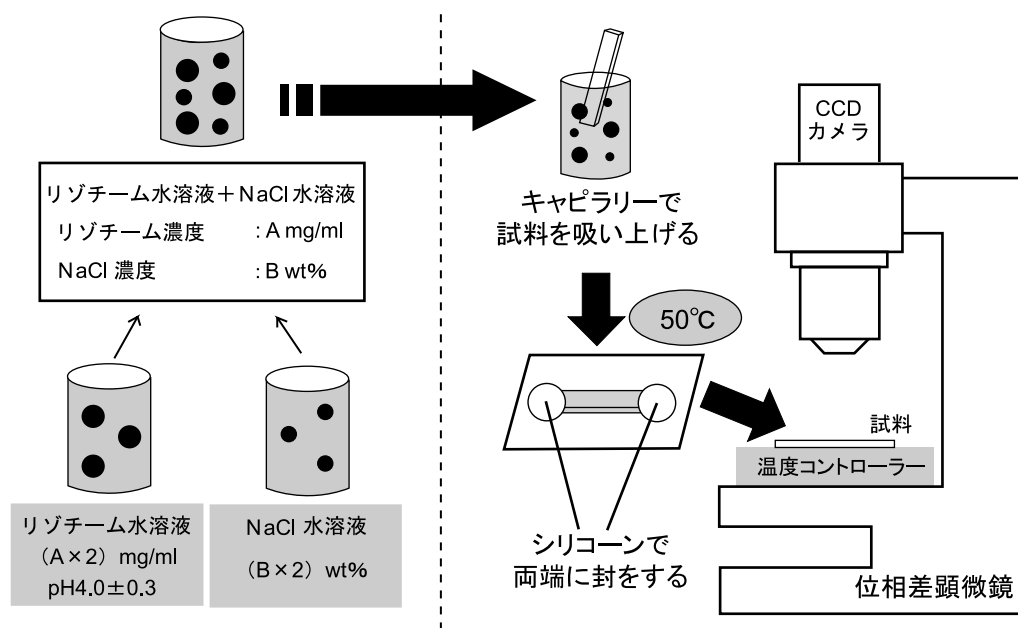 リゾチーム水溶液+NaCl 水溶液
リゾチーム濃度 : A mg/ml
NaCl 濃度 : B wt%
リゾチーム水溶液
(A×2) mg/ml
pH4.0±0.3
NaCl 水溶液
(B×2) wt%
キャピラリーで
試料を吸い上げる
50℃
シリコーンで
両端に封をする
CCD
カメラ
試料
温度コントローラー
位相差顕微鏡